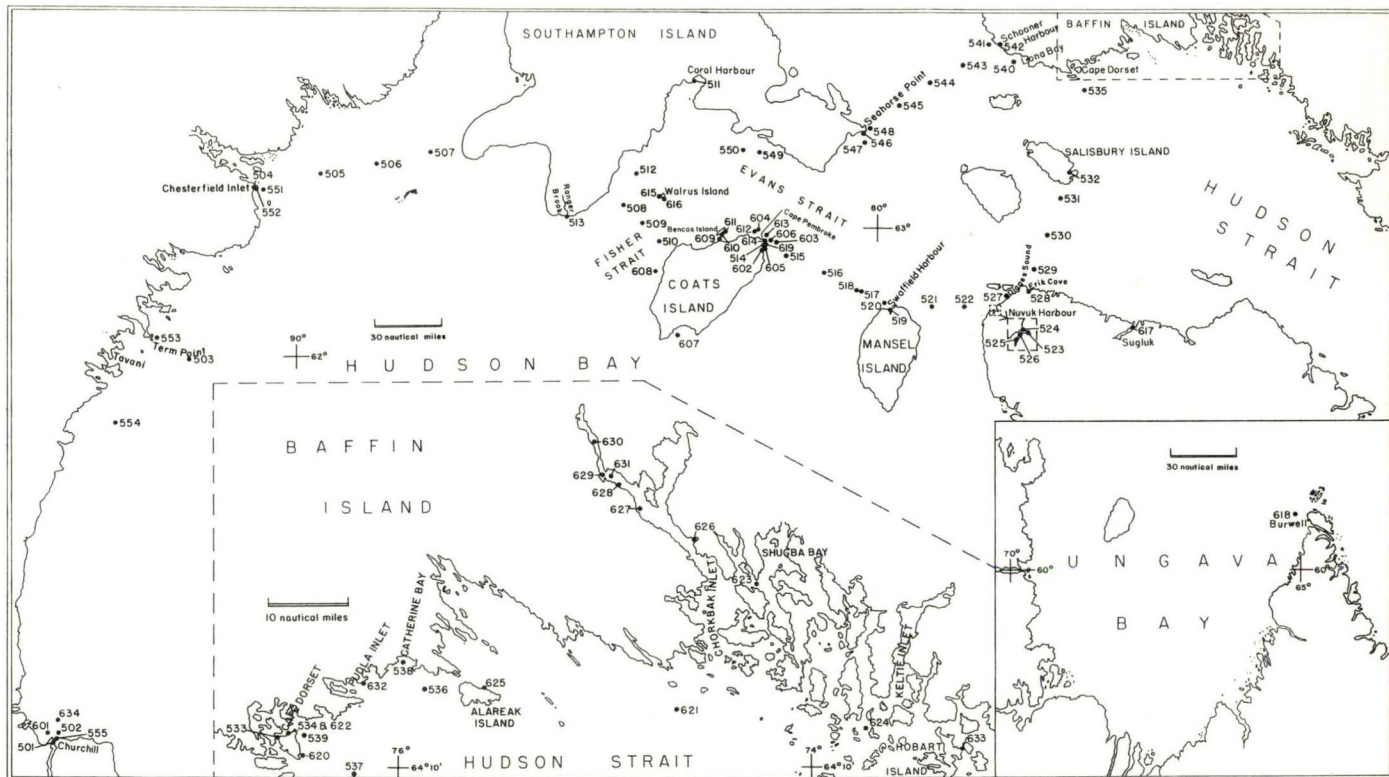 SOUTHAMPTON ISLAND
BAFFIN ISLAND
541
Schooner
Harbour
542
543
540
Cape Dorset
535
Coral Harbour
511
544
545
Seahorse Point
548
547
546
504
505
506
507
Chesterfield Inlet
551
552
550
549
512
EVANS STRAIT
SALISBURY ISLAND
532
531
530
HUDSON
STRAIT
Ranger
Brook
513
615
Walrus Island
616
508
509
510
80°
63°
Bencas Island
611
604
Cape Pembroke
612
613
606
609
610
614
603
514
619
602
605
515
FISHER
STRAIT
608
COATS
ISLAND
607
516
518
517
Swaffield Harbour
520
519
521
522
MANSEL
ISLAND
529
Erik Cove
527
528
Nuvuk Harbour
524
525
523
526
617
Sugluk
553
Term Point
Tavani
503
554
90°
62°
30 nautical miles
HUDSON BAY
BAFFIN
ISLAND
630
631
629
628
627
626
SHUGBA BAY
623
CHORKBAK INLET
KELTIE INLET
10 nautical miles
CATHERINE BAY
538
536
625
ALAREAK
ISLAND
632
533
534 & 622
539
620
537
621
624
633
HOBART
ISLAND
76°
64° 10'
HUDSON STRAIT
74°
64° 10'
634
601
502
555
501
Churchill
30 nautical miles
618
Burwell
70°
60°
UNGAVA
BAY
60°
65°